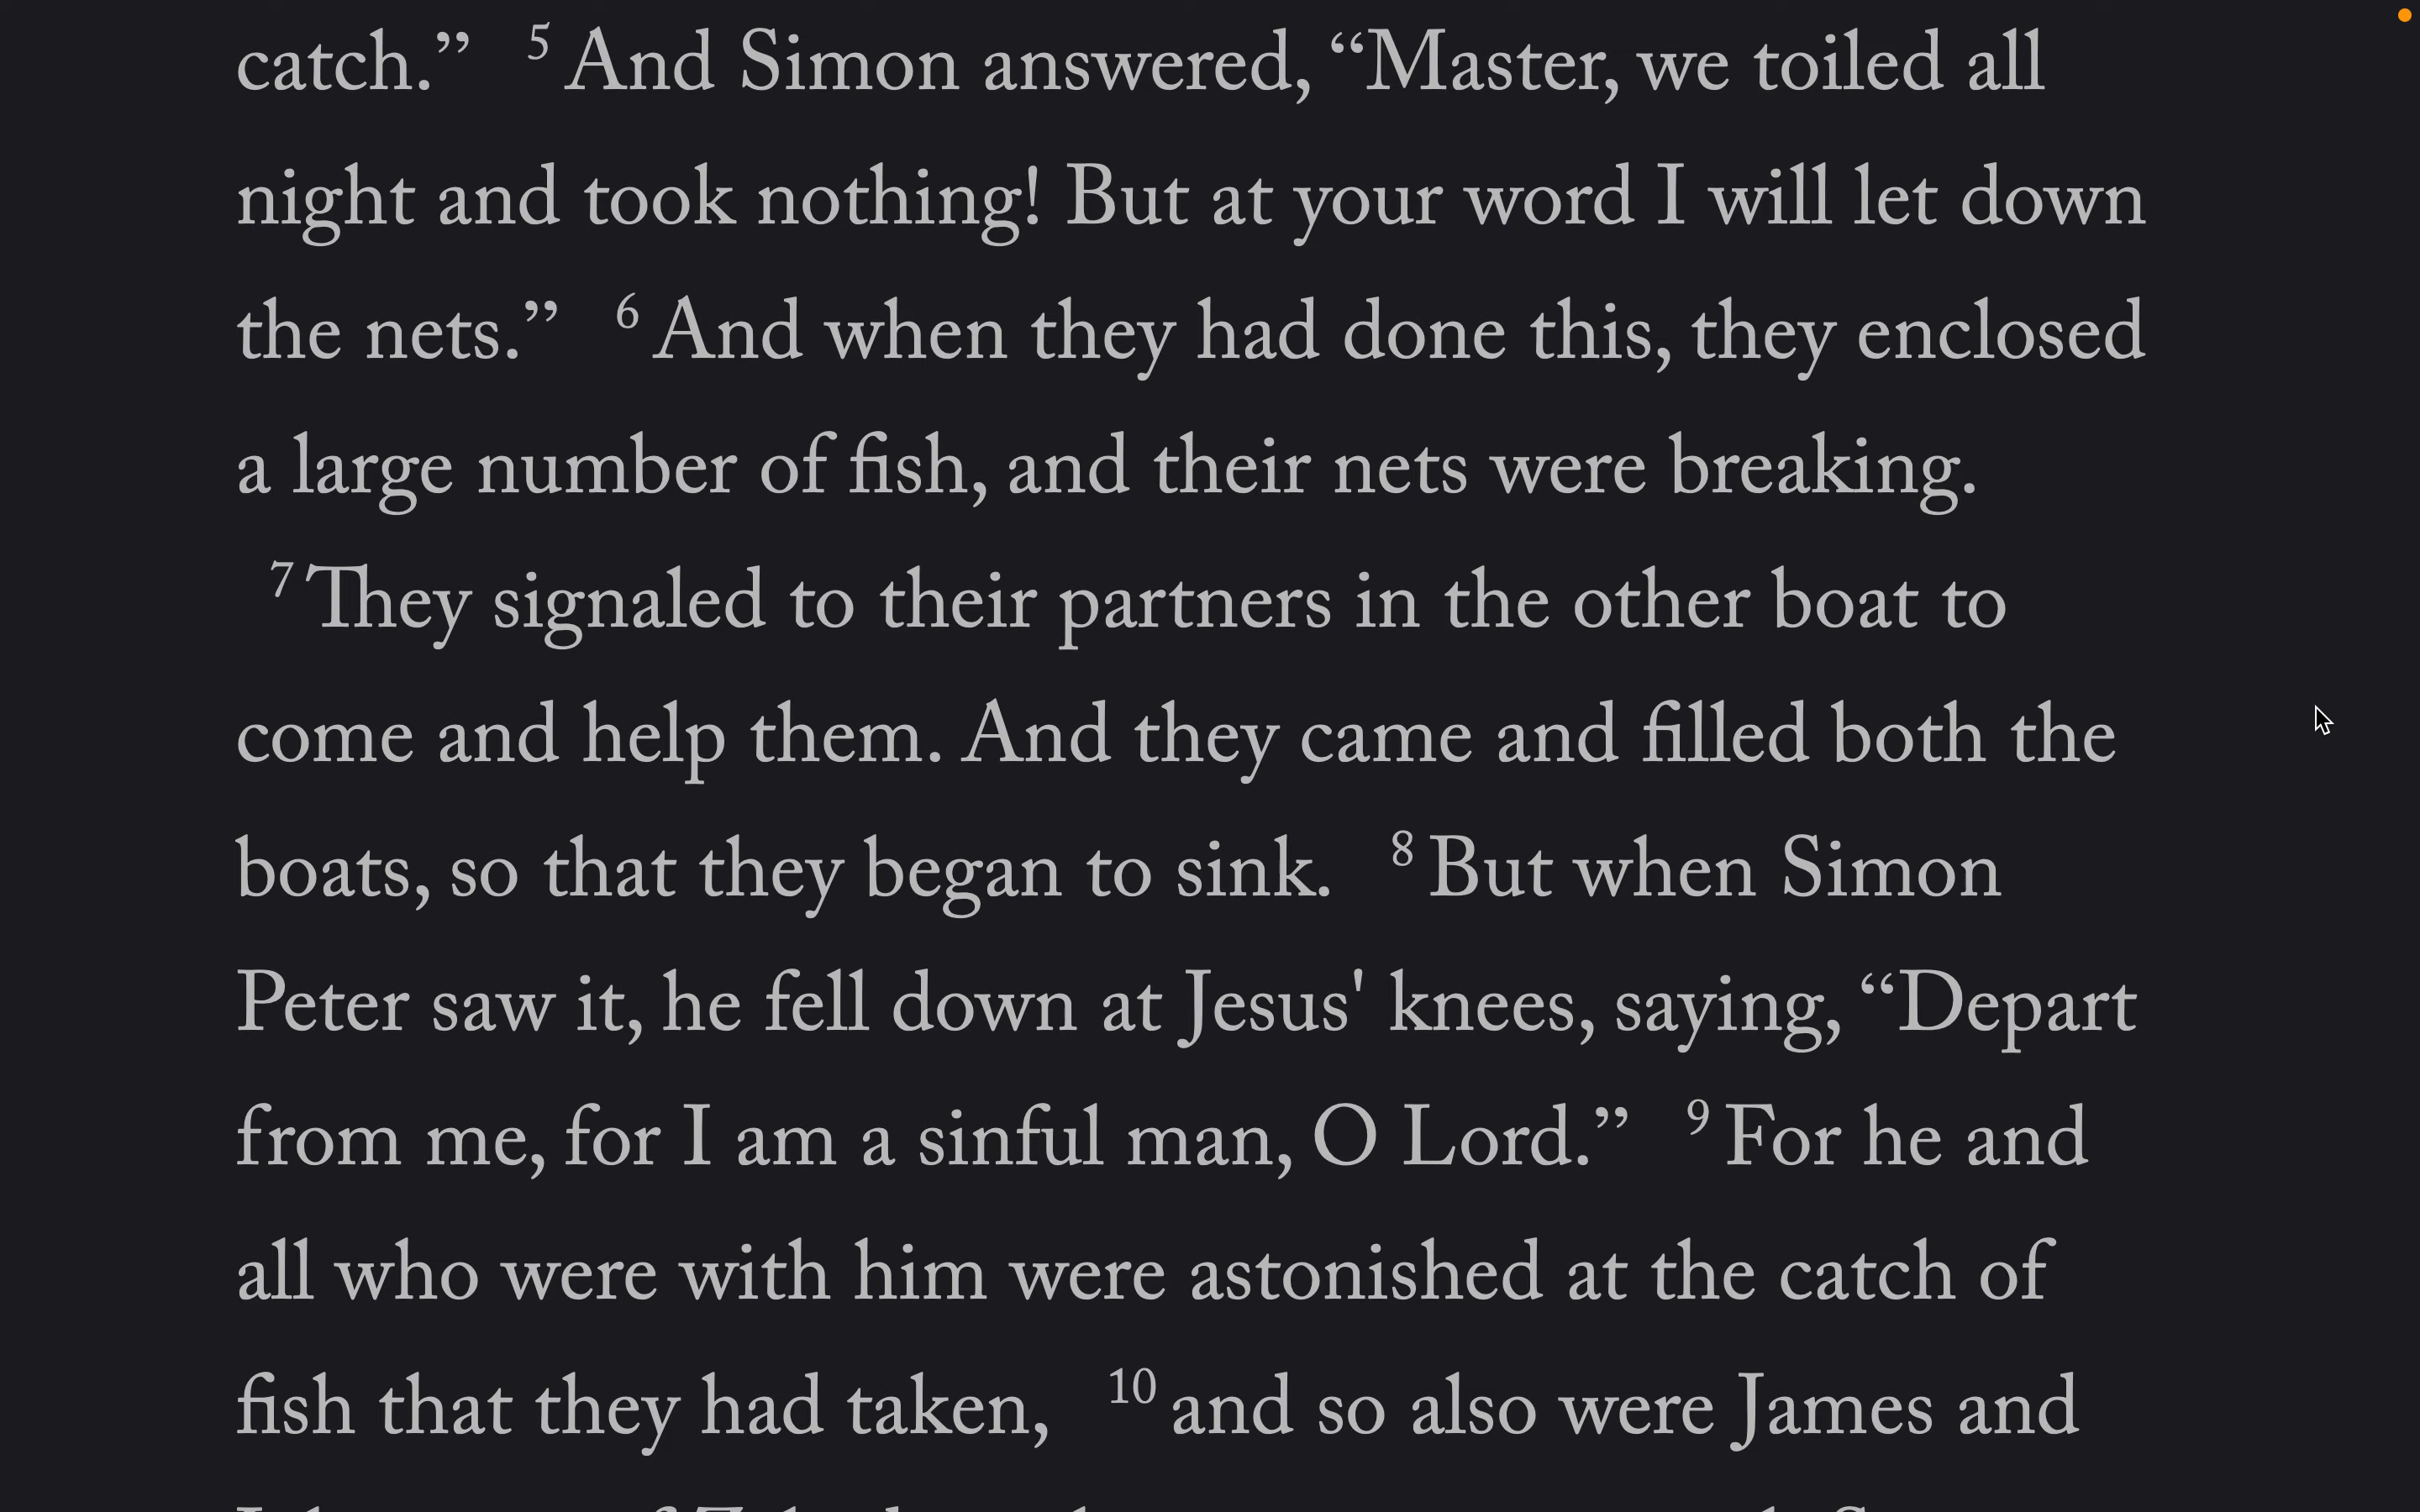 catch.” 5 And Simon answered, “Master, we toiled all
night and took nothing! But at your word I will let down
the nets.” 6 And when they had done this, they enclosed
a large number of fish, and their nets were breaking.
7 They signaled to their partners in the other boat to
come and help them. And they came and filled both the
boats, so that they began to sink. 8 But when Simon
Peter saw it, he fell down at Jesus' knees, saying, “Depart
from me, for I am a sinful man, O Lord.” 9 For he and
all who were with him were astonished at the catch of
fish that they had taken, 10 and so also were James and